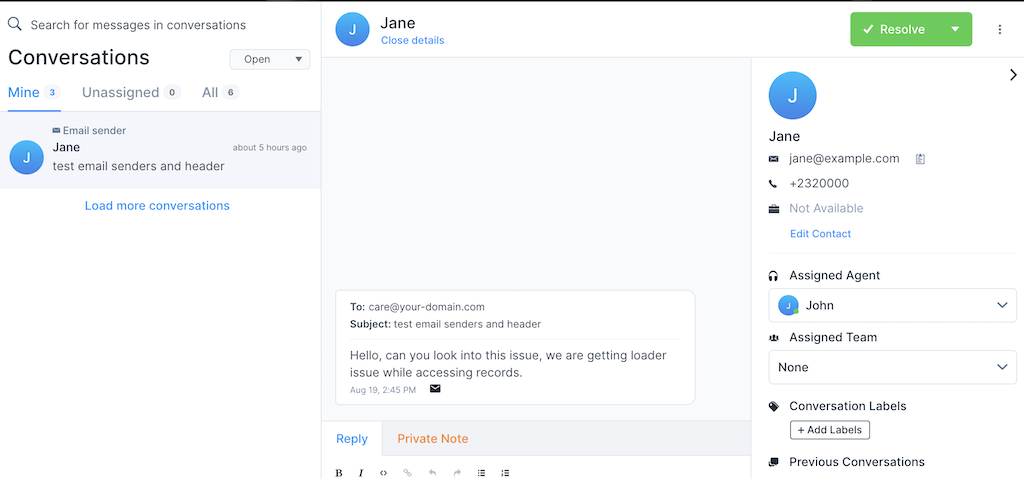 Search for messages in conversations
Conversations
Open
Mine 3 Unassigned 0 All 6
Email sender
J
Jane
about 5 hours ago
test email senders and header
Load more conversations
J
Jane
Close details
Resolve
To: care@your-domain.com
Subject: test email senders and header
Hello, can you look into this issue, we are getting loader
issue while accessing records.
Aug 19, 2:45 PM
Reply
Private Note
B I
J
Jane
jane@example.com
+2320000
Not Available
Edit Contact
Assigned Agent
J John
Assigned Team
None
Conversation Labels
+ Add Labels
Previous Conversations